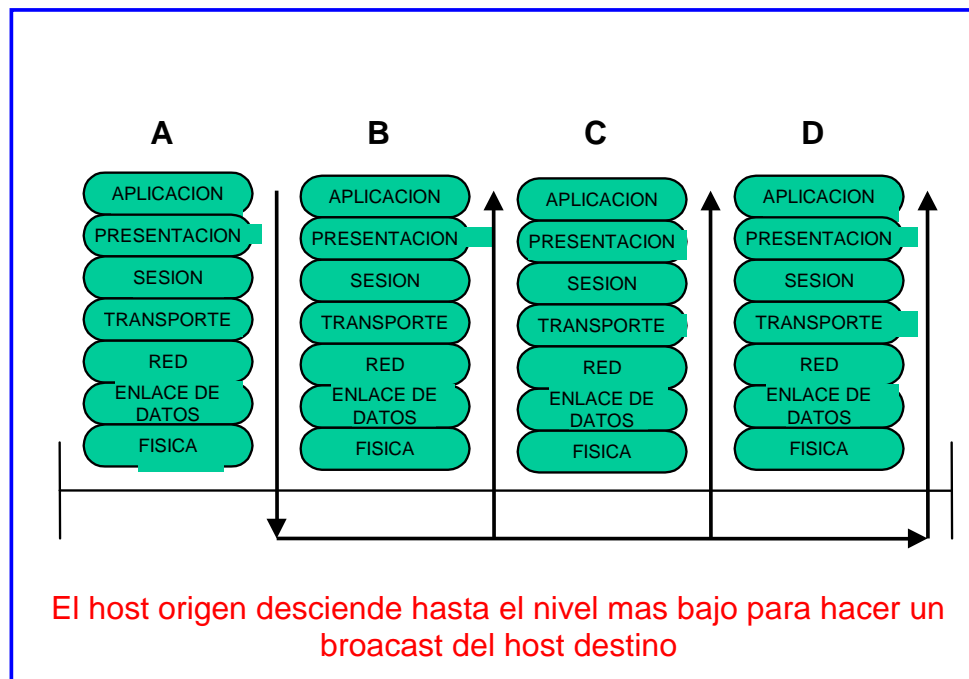 A B C D
APLICACION APLICACION APLICACION APLICACION
PRESENTACION PRESENTACION PRESENTACION PRESENTACION
SESION SESION SESION SESION
TRANSPORTE TRANSPORTE TRANSPORTE TRANSPORTE
RED RED RED RED
ENLACE DE ENLACE DE ENLACE DE ENLACE DE
DATOS DATOS DATOS DATOS
FISICA FISICA FISICA FISICA
El host origen desciende hasta el nivel mas bajo para hacer un
broacast del host destino